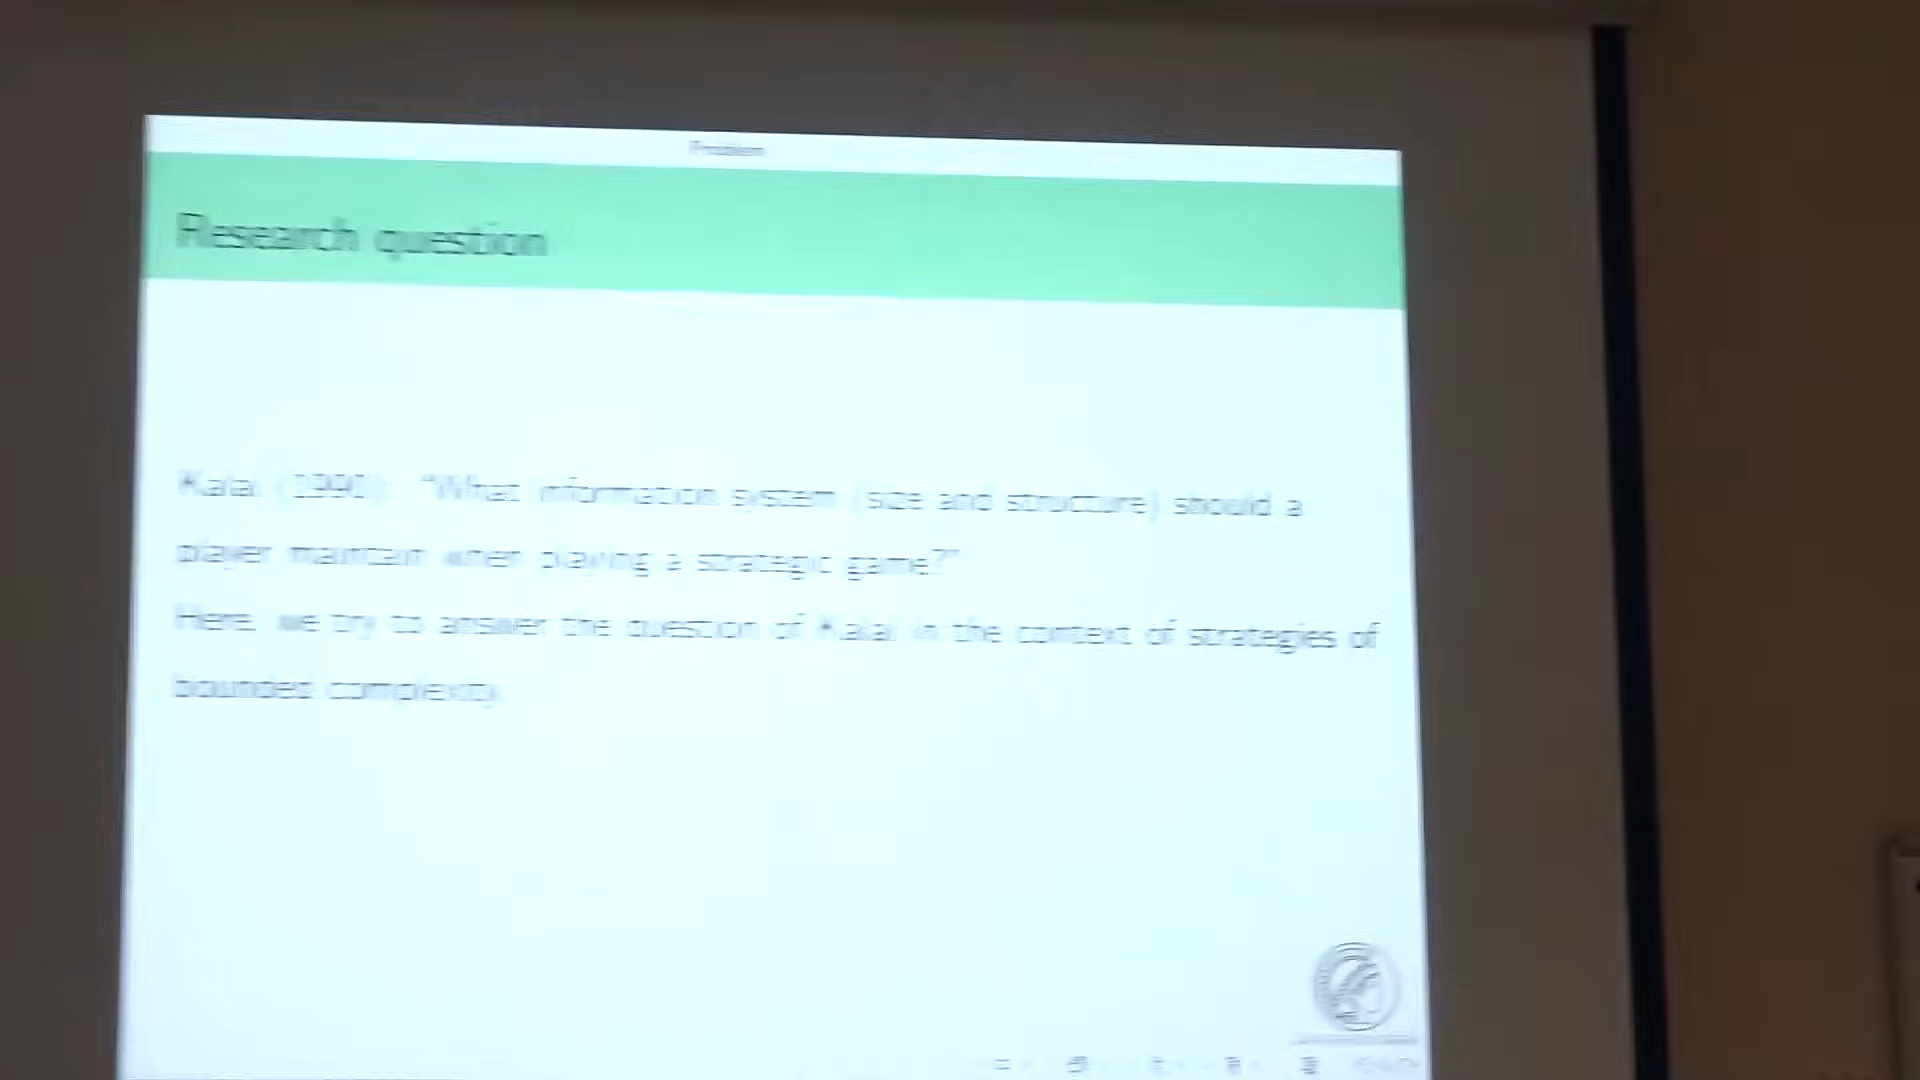 Problem
Research question
Kalai (1990): "What information system (size and structure) should a
player maintain when playing a strategic game?"
Here, we try to answer the question of Kalai in the context of strategies of
bounded complexity.